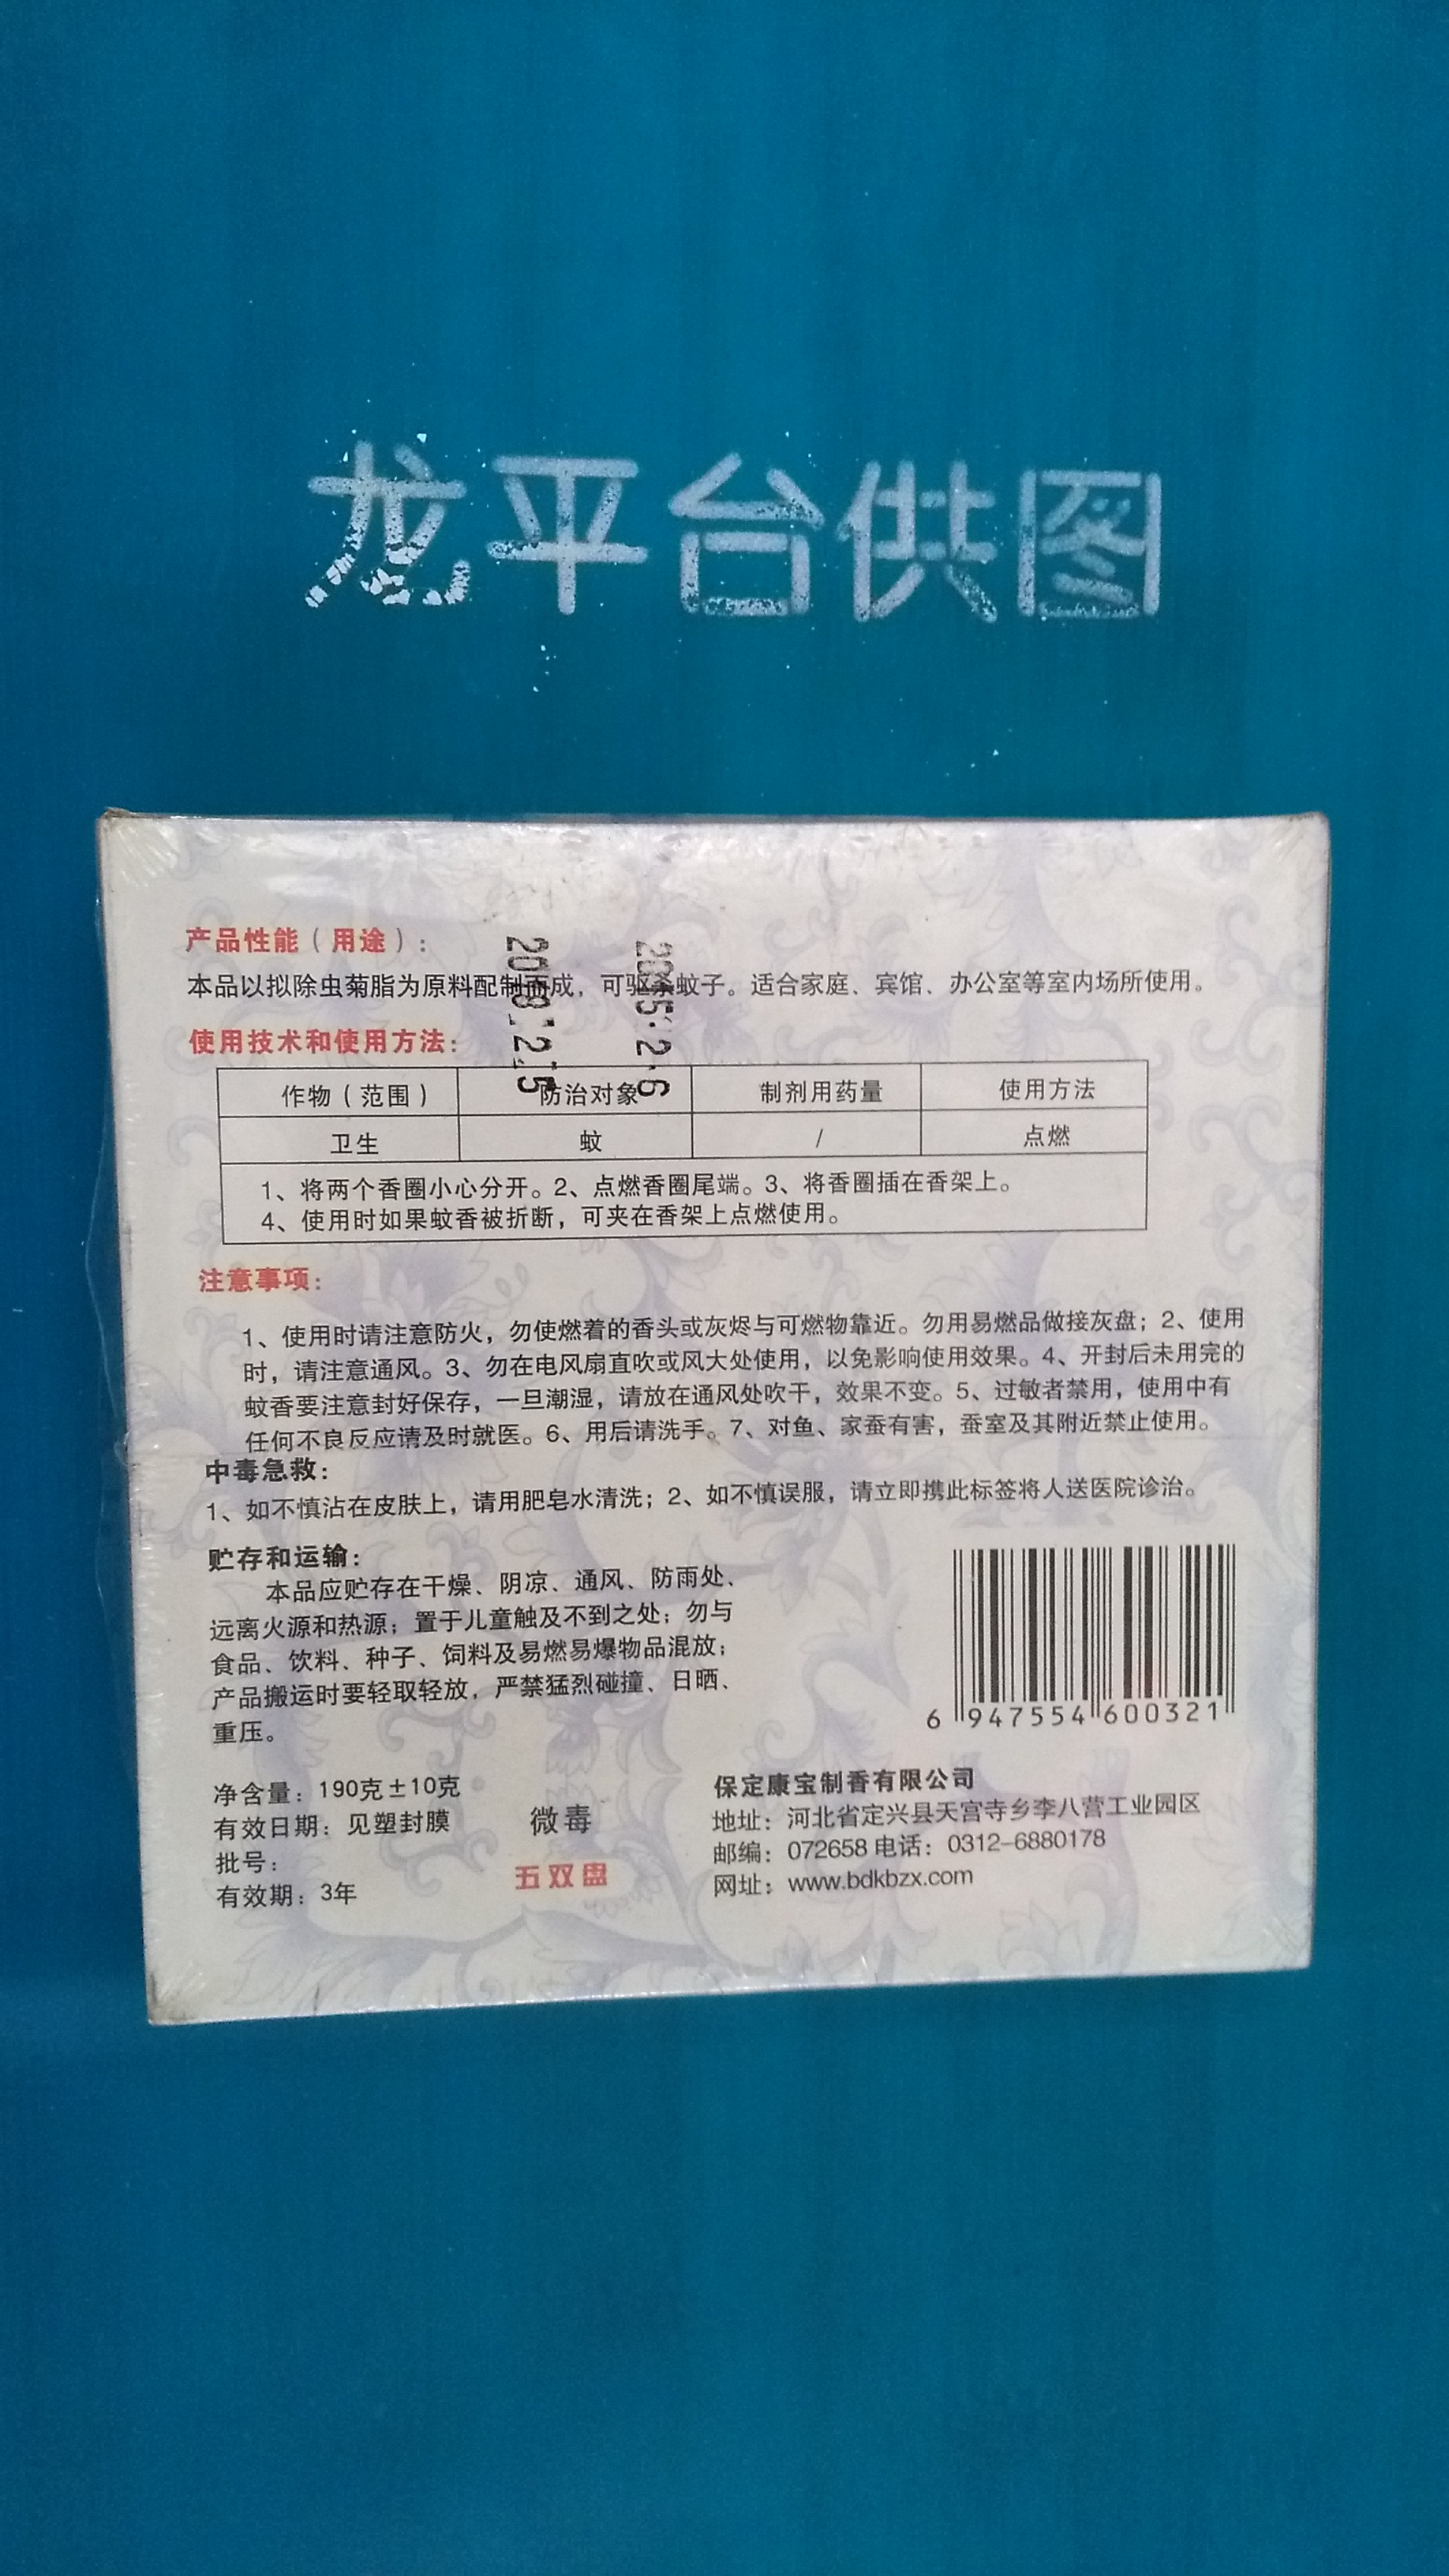 龙平台供图
产品性能（用途）:
本品以拟除虫菊脂为原料配制而成，可驱杀蚊子。适合家庭、宾馆、办公室等室内场所使用。
使用技术和使用方法:
作物（范围） 防治对象 制剂用药量 使用方法
卫生 蚊 / 点燃
1、将两个香圈小心分开。2、点燃香圈尾端。3、将香圈插在香架上。
4、使用时如果蚊香被折断，可夹在香架上点燃使用。
注意事项:
1、使用时请注意防火，勿使燃着的香头或灰烬与可燃物靠近。勿用易燃品做接灰盘；2、使用
时，请注意通风。3、勿在电风扇直吹或风大处使用，以免影响使用效果。4、开封后未用完的
蚊香要注意封好保存，一旦潮湿，请放在通风处吹干，效果不变。5、过敏者禁用，使用中有
任何不良反应请及时就医。6、用后请洗手。7、对鱼、家蚕有害，蚕室及其附近禁止使用。
中毒急救:
1、如不慎沾在皮肤上，请用肥皂水清洗；2、如不慎误服，请立即携此标签将人送医院诊治。
贮存和运输:
本品应贮存在干燥、阴凉、通风、防雨处、
远离火源和热源；置于儿童触及不到之处；勿与
食品、饮料、种子、饲料及易燃易爆物品混放；
产品搬运时要轻取轻放，严禁猛烈碰撞、日晒、
重压。
6 947554 600321
净含量：190克±10克
有效日期：见塑封膜
批号：
有效期：3年
微毒
五双盘
保定康宝制香有限公司
地址：河北省定兴县天宫寺乡李八营工业园区
邮编：072658 电话：0312-6880178
网址：www.bdkbzx.com